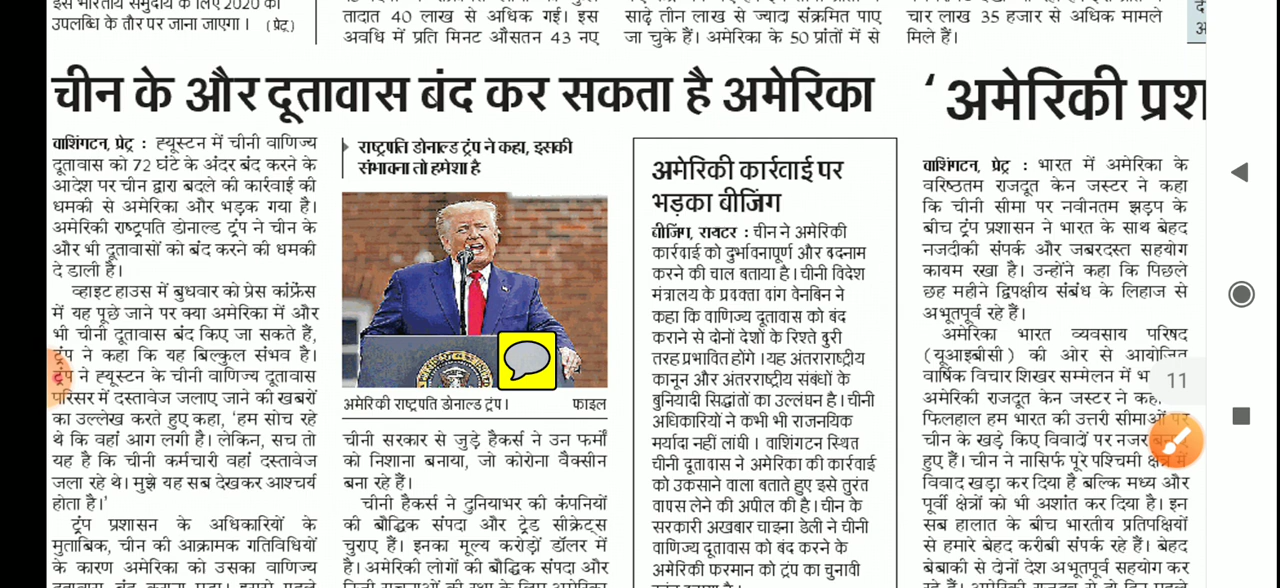 इस भारतीय समुदाय के लिए 2020 की
उपलब्धि के तौर पर जाना जाएगा। (प्रेट्र)
तादात 40 लाख से अधिक गई। इस
अवधि में प्रति मिनट औसतन 43 नए
साढ़े तीन लाख से ज्यादा संक्रमित पाए
जा चुके हैं। अमेरिका के 50 प्रांतों में से
चार लाख 35 हजार से अधिक मामले
मिले हैं।
चीन के और दूतावास बंद कर सकता है अमेरिका
वाशिंगटन, प्रेट्र : ह्यूस्टन में चीनी वाणिज्य
दूतावास को 72 घंटे के अंदर बंद करने के
आदेश पर चीन द्वारा बदले की कार्रवाई की
धमकी से अमेरिका और भड़क गया है।
अमेरिकी राष्ट्रपति डोनाल्ड ट्रंप ने चीन के
और भी दूतावासों को बंद करने की धमकी
दे डाली है।
व्हाइट हाउस में बुधवार को प्रेस कांफ्रेंस
में यह पूछे जाने पर क्या अमेरिका में और
भी चीनी दूतावास बंद किए जा सकते हैं,
ट्रंप ने कहा कि यह बिल्कुल संभव है।
ट्रंप ने ह्यूस्टन के चीनी वाणिज्य दूतावास
परिसर में दस्तावेज जलाए जाने की खबरों
का उल्लेख करते हुए कहा, 'हम सोच रहे
थे कि वहां आग लगी है। लेकिन, सच तो
यह है कि चीनी कर्मचारी वहां दस्तावेज
जला रहे थे। मुझे यह सब देखकर आश्चर्य
होता है।'
ट्रंप प्रशासन के अधिकारियों के
मुताबिक, चीन की आक्रामक गतिविधियों
के कारण अमेरिका को उसका वाणिज्य
राष्ट्रपति डोनाल्ड ट्रंप ने कहा, इसकी
संभावना तो हमेशा है
अमेरिकी राष्ट्रपति डोनाल्ड ट्रंप। फाइल
चीनी सरकार से जुड़े हैकर्स ने उन फर्मों
को निशाना बनाया, जो कोरोना वैक्सीन
बना रहे हैं।
चीनी हैकर्स ने दुनियाभर की कंपनियों
की बौद्धिक संपदा और ट्रेड सीक्रेट्स
चुराए हैं। इनका मूल्य करोड़ों डॉलर में
है। अमेरिकी लोगों की बौद्धिक संपदा और
अमेरिकी कार्रवाई पर
भड़का बीजिंग
बीजिंग, रायटर : चीन ने अमेरिकी
कार्रवाई को दुर्भावनापूर्ण और बदनाम
करने की चाल बताया है। चीनी विदेश
मंत्रालय के प्रवक्ता वांग वेनबिन ने
कहा कि वाणिज्य दूतावास को बंद
कराने से दोनों देशों के रिश्ते बुरी
तरह प्रभावित होंगे। यह अंतरराष्ट्रीय
कानून और अंतरराष्ट्रीय संबंधों के
बुनियादी सिद्धांतों का उल्लंघन है। चीनी
अधिकारियों ने कभी भी राजनयिक
मर्यादा नहीं लांघी। वाशिंगटन स्थित
चीनी दूतावास ने अमेरिका की कार्रवाई
को उकसाने वाला बताते हुए इसे तुरंत
वापस लेने की अपील की है। चीन के
सरकारी अखबार चाइना डेली ने चीनी
वाणिज्य दूतावास को बंद करने के
अमेरिकी फरमान को ट्रंप का चुनावी
' अमेरिकी प्रश
वाशिंगटन, प्रेट्र : भारत में अमेरिका के
वरिष्ठतम राजदूत केन जस्टर ने कहा
कि चीनी सीमा पर नवीनतम झड़प के
बीच ट्रंप प्रशासन ने भारत के साथ बेहद
नजदीकी संपर्क और जबरदस्त सहयोग
कायम रखा है। उन्होंने कहा कि पिछले
छह महीने द्विपक्षीय संबंध के लिहाज से
अभूतपूर्व रहे हैं।
अमेरिका भारत व्यवसाय परिषद
(यूआइबीसी) की ओर से आयोजित
वार्षिक विचार शिखर सम्मेलन में
अमेरिकी राजदूत केन जस्टर ने
फिलहाल हम भारत की उत्तरी सीमाओं पर
चीन के खड़े किए विवादों पर नजर
हुए हैं। चीन ने नासिर्फ पूरे पश्चिमी क्षेत्र में
विवाद खड़ा कर दिया है बल्कि मध्य और
पूर्वी क्षेत्रों को भी अशांत कर दिया है। इन
सब हालात के बीच भारतीय प्रतिपक्षियों
से हमारे बेहद करीबी संपर्क रहे हैं। बेहद
बेबाकी से दोनों देश अभूतपूर्व सहयोग कर
11